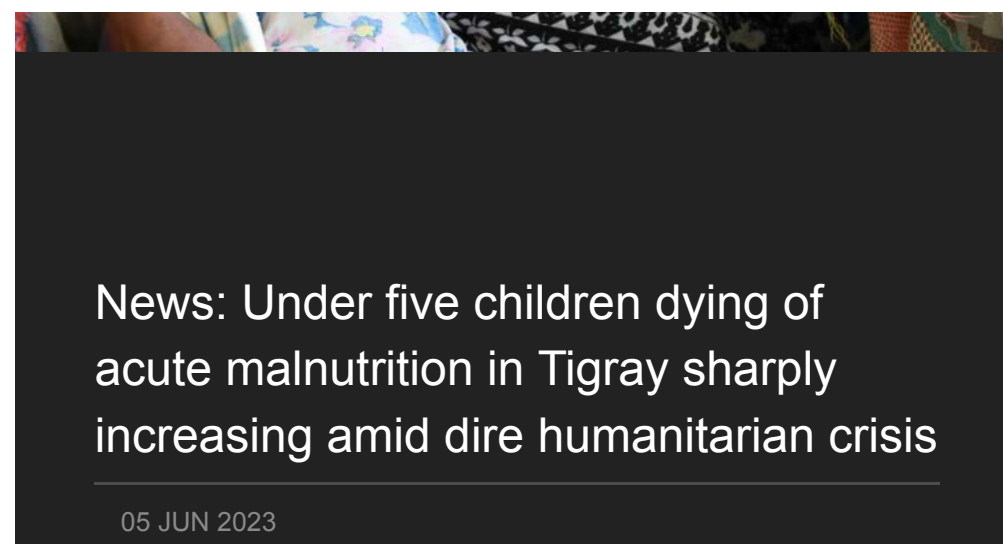 News: Under five children dying of
acute malnutrition in Tigray sharply
increasing amid dire humanitarian crisis
05 JUN 2023